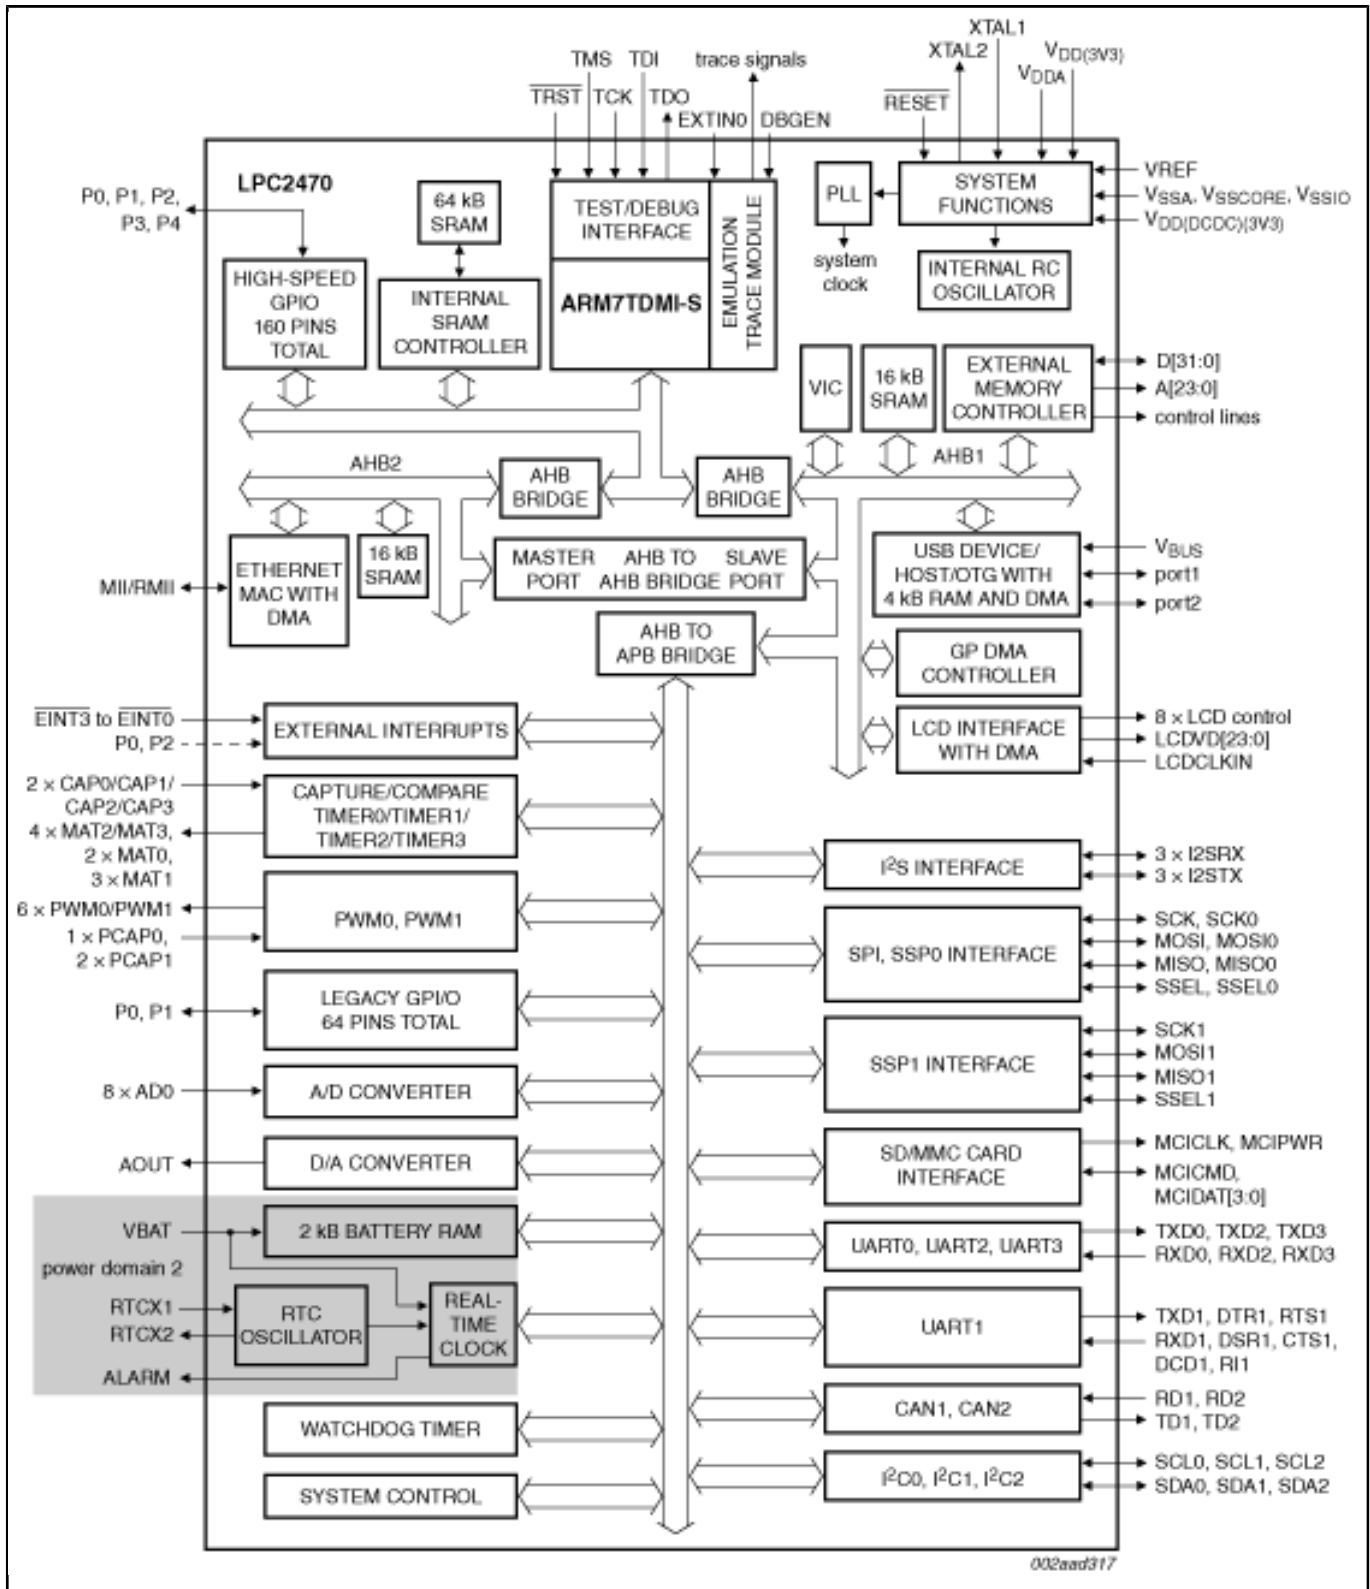 XTAL1
XTAL2
VDD(3V3)
TMS TDI
trace signals
VDDA
TRST TCK TDO
RESET
EXTIN0 DBGEN
LPC2470
P0, P1, P2,
P3, P4
64 kB
SRAM
TEST/DEBUG
INTERFACE
EMULATION
TRACE MODULE
PLL
SYSTEM
FUNCTIONS
VREF
VSSA, VSSCORE, VSSIO
VDD(DCDC)(3V3)
system
clock
HIGH-SPEED
GPIO
160 PINS
TOTAL
INTERNAL
SRAM
CONTROLLER
ARM7TDMI-S
INTERNAL RC
OSCILLATOR
VIC
16 kB
SRAM
EXTERNAL
MEMORY
CONTROLLER
D[31:0]
A[23:0]
control lines
AHB2
AHB
BRIDGE
AHB
BRIDGE
AHB1
ETHERNET
MAC WITH
DMA
MII/RMII
16 kB
SRAM
MASTER AHB TO SLAVE
PORT AHB BRIDGE PORT
USB DEVICE/
HOST/OTG WITH
4 kB RAM AND DMA
VBUS
port1
port2
AHB TO
APB BRIDGE
GP DMA
CONTROLLER
LCD INTERFACE
WITH DMA
8 × LCD control
LCDVD[23:0]
LCDCLKIN
EINT3 to EINT0
P0, P2
EXTERNAL INTERRUPTS
2 × CAP0/CAP1/
CAP2/CAP3
4 × MAT2/MAT3,
2 × MAT0,
3 × MAT1
CAPTURE/COMPARE
TIMER0/TIMER1/
TIMER2/TIMER3
I2S INTERFACE
3 × I2SRX
3 × I2STX
6 × PWM0/PWM1
1 × PCAP0,
2 × PCAP1
PWM0, PWM1
SPI, SSP0 INTERFACE
SCK, SCK0
MOSI, MOSI0
MISO, MISO0
SSEL, SSEL0
P0, P1
LEGACY GPI/O
64 PINS TOTAL
SSP1 INTERFACE
SCK1
MOSI1
MISO1
SSEL1
8 × AD0
A/D CONVERTER
AOUT
D/A CONVERTER
SD/MMC CARD
INTERFACE
MCICLK, MCIPWR
MCICMD,
MCIDAT[3:0]
VBAT
2 kB BATTERY RAM
power domain 2
UART0, UART2, UART3
TXD0, TXD2, TXD3
RXD0, RXD2, RXD3
RTCX1
RTCX2
ALARM
RTC
OSCILLATOR
REAL-
TIME
CLOCK
UART1
TXD1, DTR1, RTS1
RXD1, DSR1, CTS1,
DCD1, RI1
WATCHDOG TIMER
CAN1, CAN2
RD1, RD2
TD1, TD2
SYSTEM CONTROL
I2C0, I2C1, I2C2
SCL0, SCL1, SCL2
SDA0, SDA1, SDA2
002aad317